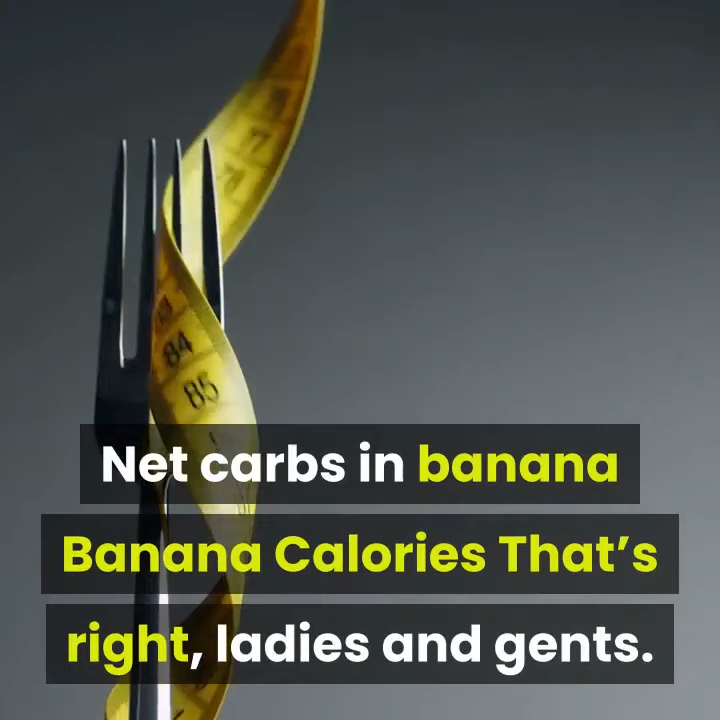 84
85
Net carbs in banana
Banana Calories That’s
right, ladies and gents.